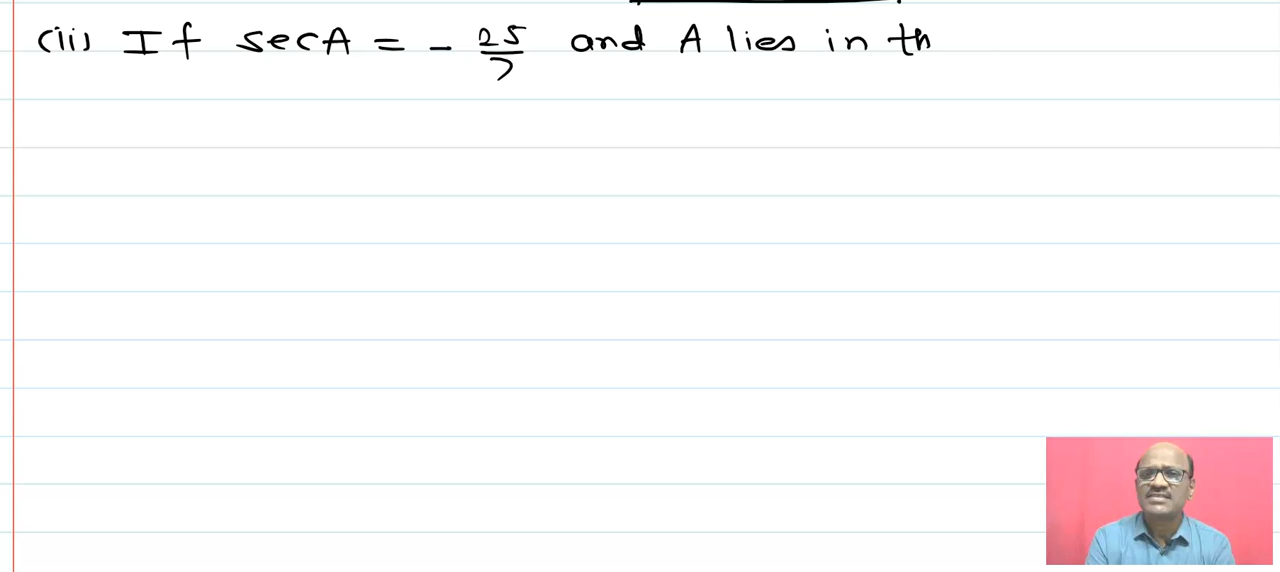 (ii) If secA = - 25/7 and A lies in th